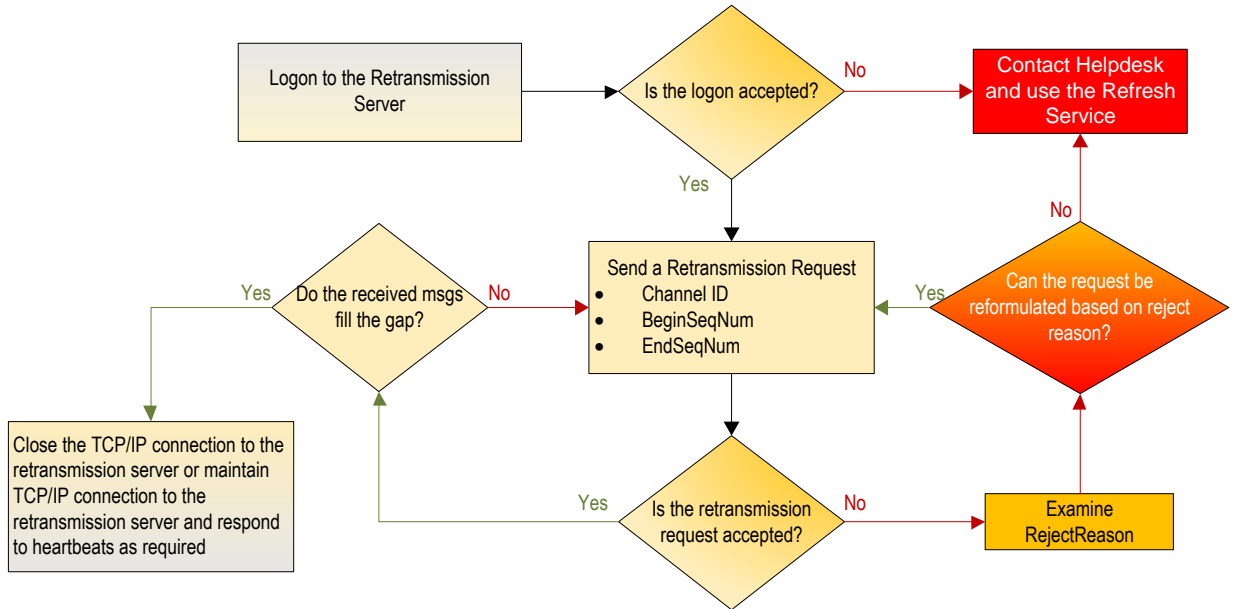 Logon to the Retransmission
Server
Is the logon accepted?
No
Contact Helpdesk
and use the Refresh
Service
Yes
No
Do the received msgs
fill the gap?
Yes
No
Send a Retransmission Request
• Channel ID
• BeginSeqNum
• EndSeqNum
Yes
Can the request be
reformulated based on reject
reason?
Close the TCP/IP connection to the
retransmission server or maintain
TCP/IP connection to the
retransmission server and respond
to heartbeats as required
Yes
Is the retransmission
request accepted?
No
Examine
RejectReason